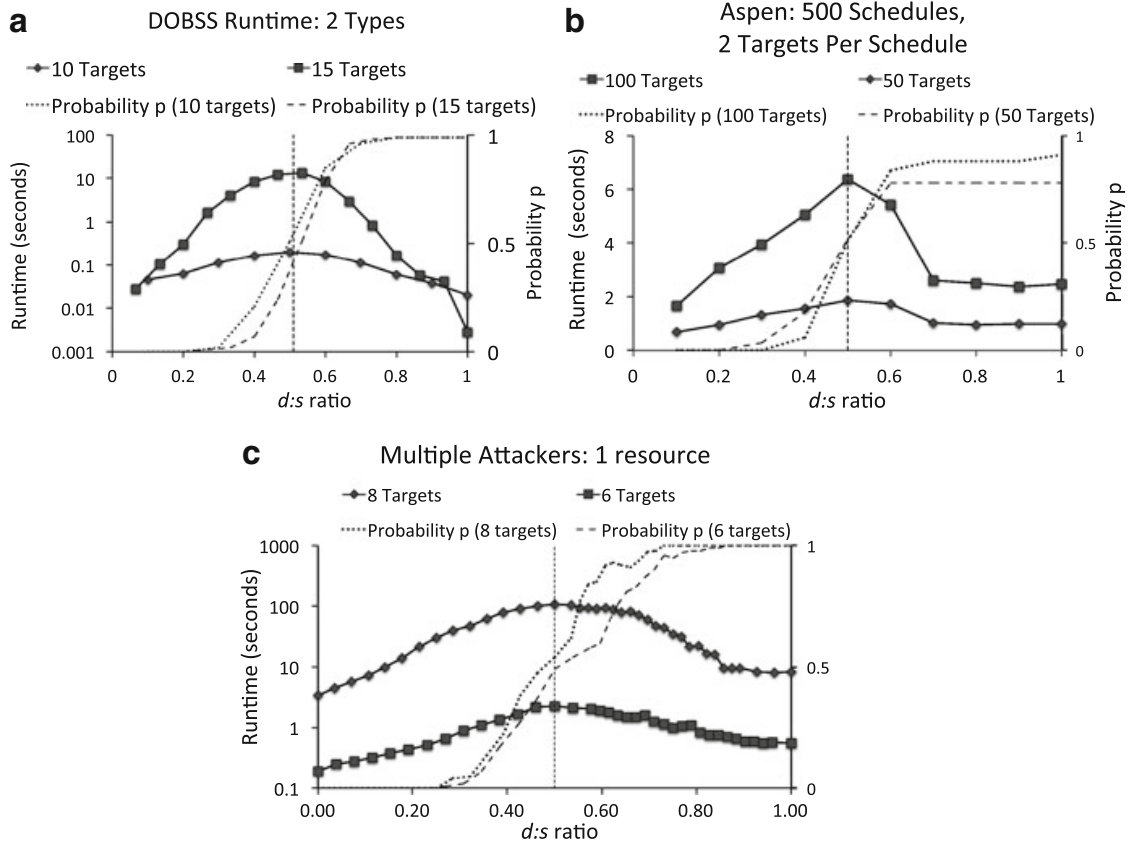 a
DOBSS Runtime: 2 Types
10 Targets
15 Targets
Probability p (10 targets)
Probability p (15 targets)
100
10
1
0.1
0.01
0.001
Runtime (seconds)
1
0.5
0
Probability p
0 0.2 0.4 0.6 0.8 1
d:s ratio
b
Aspen: 500 Schedules,
2 Targets Per Schedule
100 Targets
50 Targets
Probability p (100 Targets)
Probability p (50 Targets)
8
6
4
2
0
Runtime (seconds)
1
0.5
0
Probability p
0 0.2 0.4 0.6 0.8 1
d:s ratio
c
Multiple Attackers: 1 resource
8 Targets
6 Targets
Probability p (8 targets)
Probability p (6 targets)
1000
100
10
1
0.1
Runtime (seconds)
1
0.5
0
0.00 0.20 0.40 0.60 0.80 1.00
d:s ratio